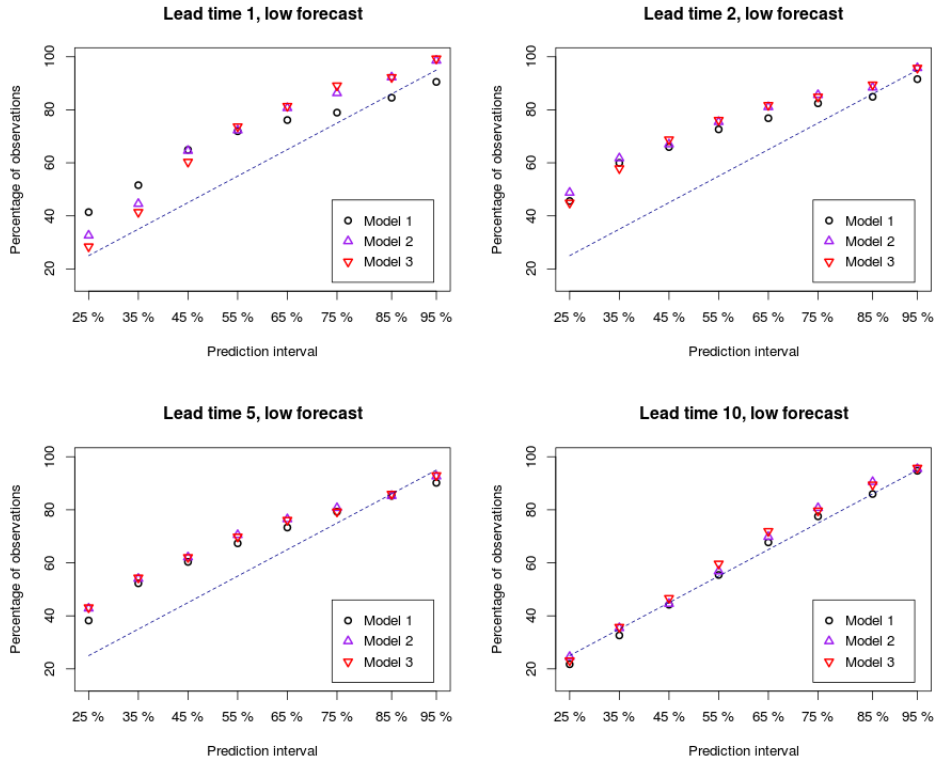 Lead time 1, low forecast
Percentage of observations
100
80
60
40
20
Model 1
Model 2
Model 3
25 % 35 % 45 % 55 % 65 % 75 % 85 % 95 %
Prediction interval
Lead time 2, low forecast
Percentage of observations
100
80
60
40
20
Model 1
Model 2
Model 3
25 % 35 % 45 % 55 % 65 % 75 % 85 % 95 %
Prediction interval
Lead time 5, low forecast
Percentage of observations
100
80
60
40
20
Model 1
Model 2
Model 3
25 % 35 % 45 % 55 % 65 % 75 % 85 % 95 %
Prediction interval
Lead time 10, low forecast
Percentage of observations
100
80
60
40
20
Model 1
Model 2
Model 3
25 % 35 % 45 % 55 % 65 % 75 % 85 % 95 %
Prediction interval